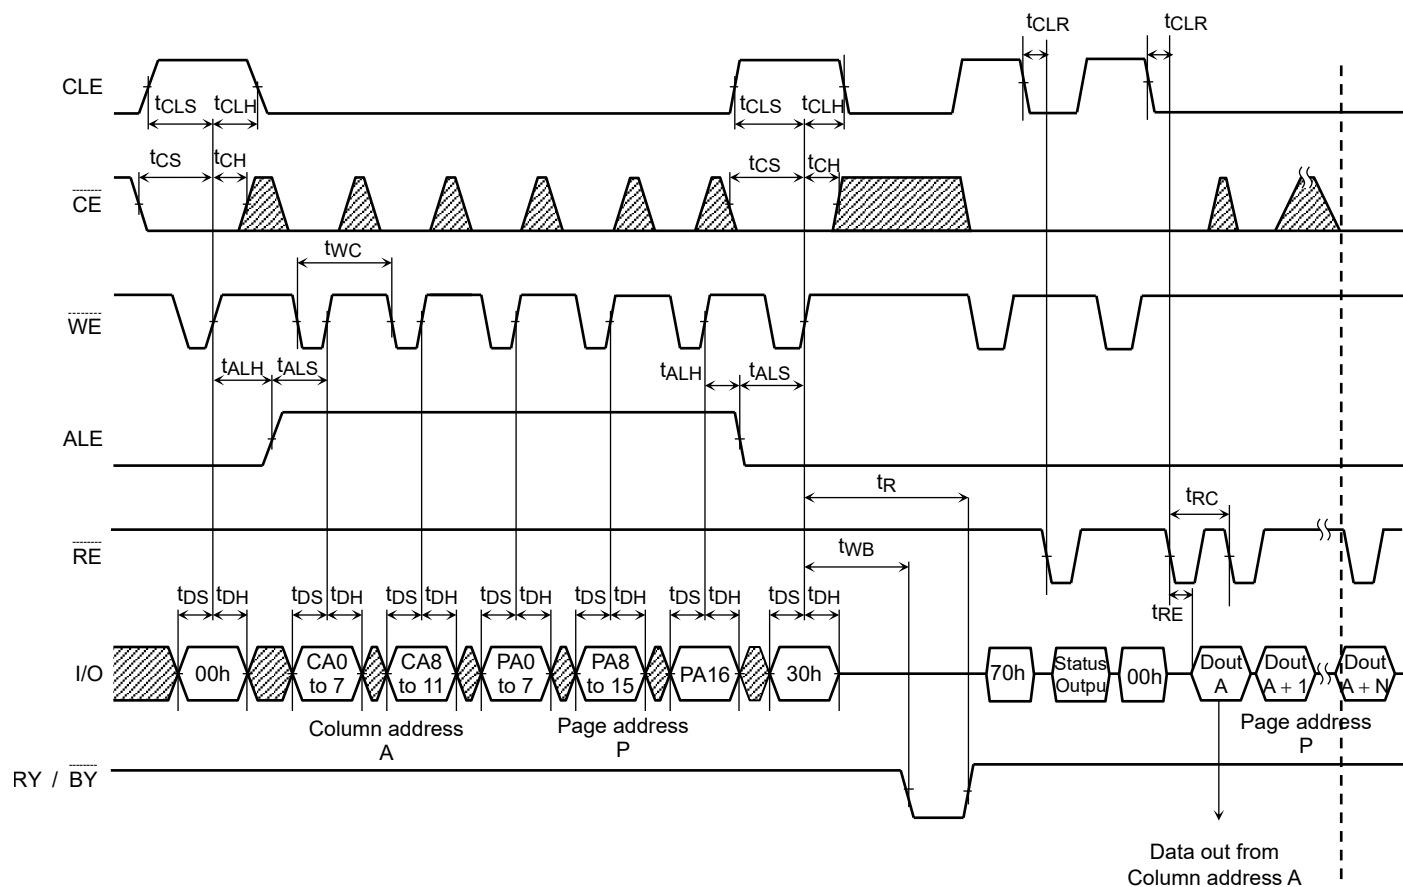 tCLR tCLR
CLE
tCLS tCLH tCLS tCLH
tCS tCH tCS tCH
CE
tWC
WE
tALH tALS tALH tALS
ALE
tR
tRC
RE
tWB
tDS tDH tDS tDH tDS tDH tDS tDH tDS tDH tDS tDH tDS tDH
tRE
I/O
00h
CA0
to 7
CA8
to 11
PA0
to 7
PA8
to 15
PA16
30h
70h
Status
Outpu
00h
Dout
A
Dout
A + 1
Dout
A + N
Column address
A
Page address
P
Page address
P
RY / BY
Data out from
Column address A